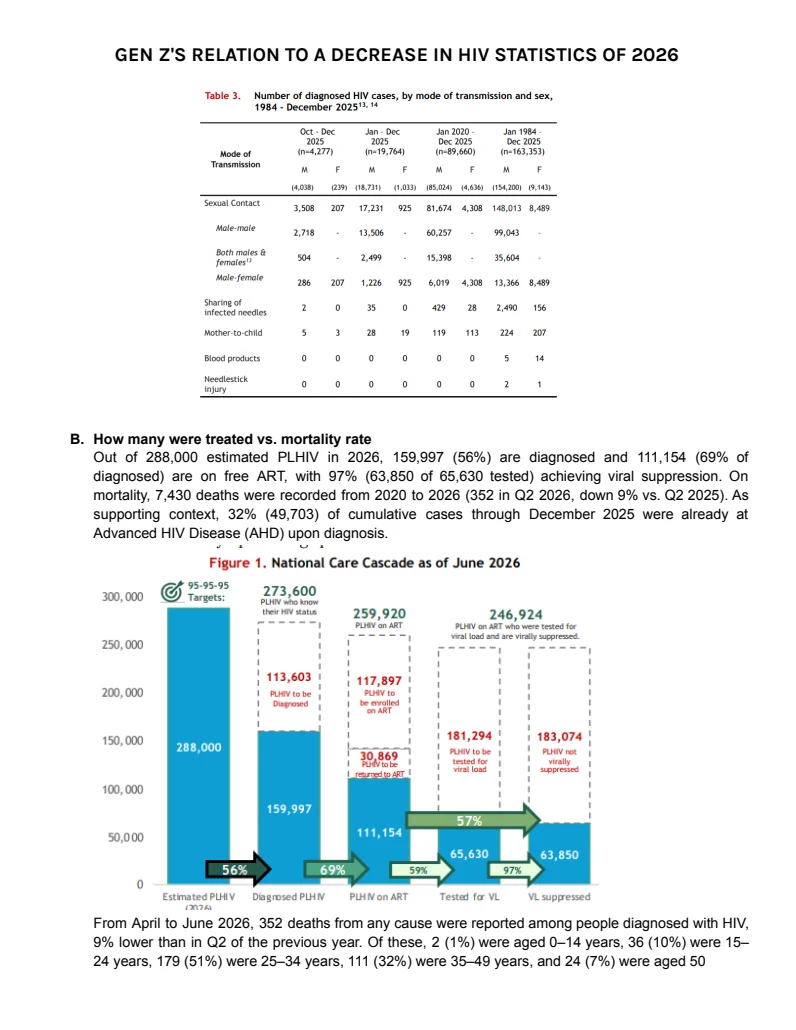 GEN Z'S RELATION TO A DECREASE IN HIV STATISTICS OF 2026
Table 3. Number of diagnosed HIV cases, by mode of transmission and sex,
1984 - December 2025¹³, ¹⁴
Mode of Transmission
Oct - Dec 2025 (n=4,277) Jan – Dec 2025 (n=19,764) Jan 2020 – Dec 2025 (n=89,660) Jan 1984 – Dec 2025 (n=163,353)
M F M F M F M F
(4,038) (239) (18,731) (1,033) (85,024) (4,636) (154,200) (9,143)
Sexual Contact 3,508 207 17,231 925 81,674 4,308 148,013 8,489
Male-male 2,718 - 13,506 - 60,257 - 99,043 -
Both males & females¹³ 504 - 2,499 - 15,398 - 35,604 -
Male-female 286 207 1,226 925 6,019 4,308 13,366 8,489
Sharing of infected needles 2 0 35 0 429 28 2,490 156
Mother-to-child 5 3 28 19 119 113 224 207
Blood products 0 0 0 0 0 0 5 14
Needlestick injury 0 0 0 0 0 0 2 1
B. How many were treated vs. mortality rate
Out of 288,000 estimated PLHIV in 2026, 159,997 (56%) are diagnosed and 111,154 (69% of
diagnosed) are on free ART, with 97% (63,850 of 65,630 tested) achieving viral suppression. On
mortality, 7,430 deaths were recorded from 2020 to 2026 (352 in Q2 2026, down 9% vs. Q2 2025). As
supporting context, 32% (49,703) of cumulative cases through December 2025 were already at
Advanced HIV Disease (AHD) upon diagnosis.
Figure 1. National Care Cascade as of June 2026
95-95-95
Targets:
273,600
PLHIV who know
their HIV status
259,920
PLHIV on ART
246,924
PLHIV on ART who were tested for
viral load and are virally suppressed.
300,000
250,000
200,000
150,000
100,000
50,000
0
288,000
113,603
PLHIV to be
Diagnosed
159,997
117,897
PLHIV to
be enrolled
on ART
30,869
PLHIV to be
returned to ART
111,154
181,294
PLHIV to be
tested for
viral load
65,630
183,074
PLHIV not
virally
suppressed
63,850
57%
56%
69%
59%
97%
Estimated PLHIV
(2026)
Diagnosed PLHIV
PLHIV on ART
Tested for VL
VL suppressed
From April to June 2026, 352 deaths from any cause were reported among people diagnosed with HIV,
9% lower than in Q2 of the previous year. Of these, 2 (1%) were aged 0–14 years, 36 (10%) were 15–
24 years, 179 (51%) were 25–34 years, 111 (32%) were 35–49 years, and 24 (7%) were aged 50